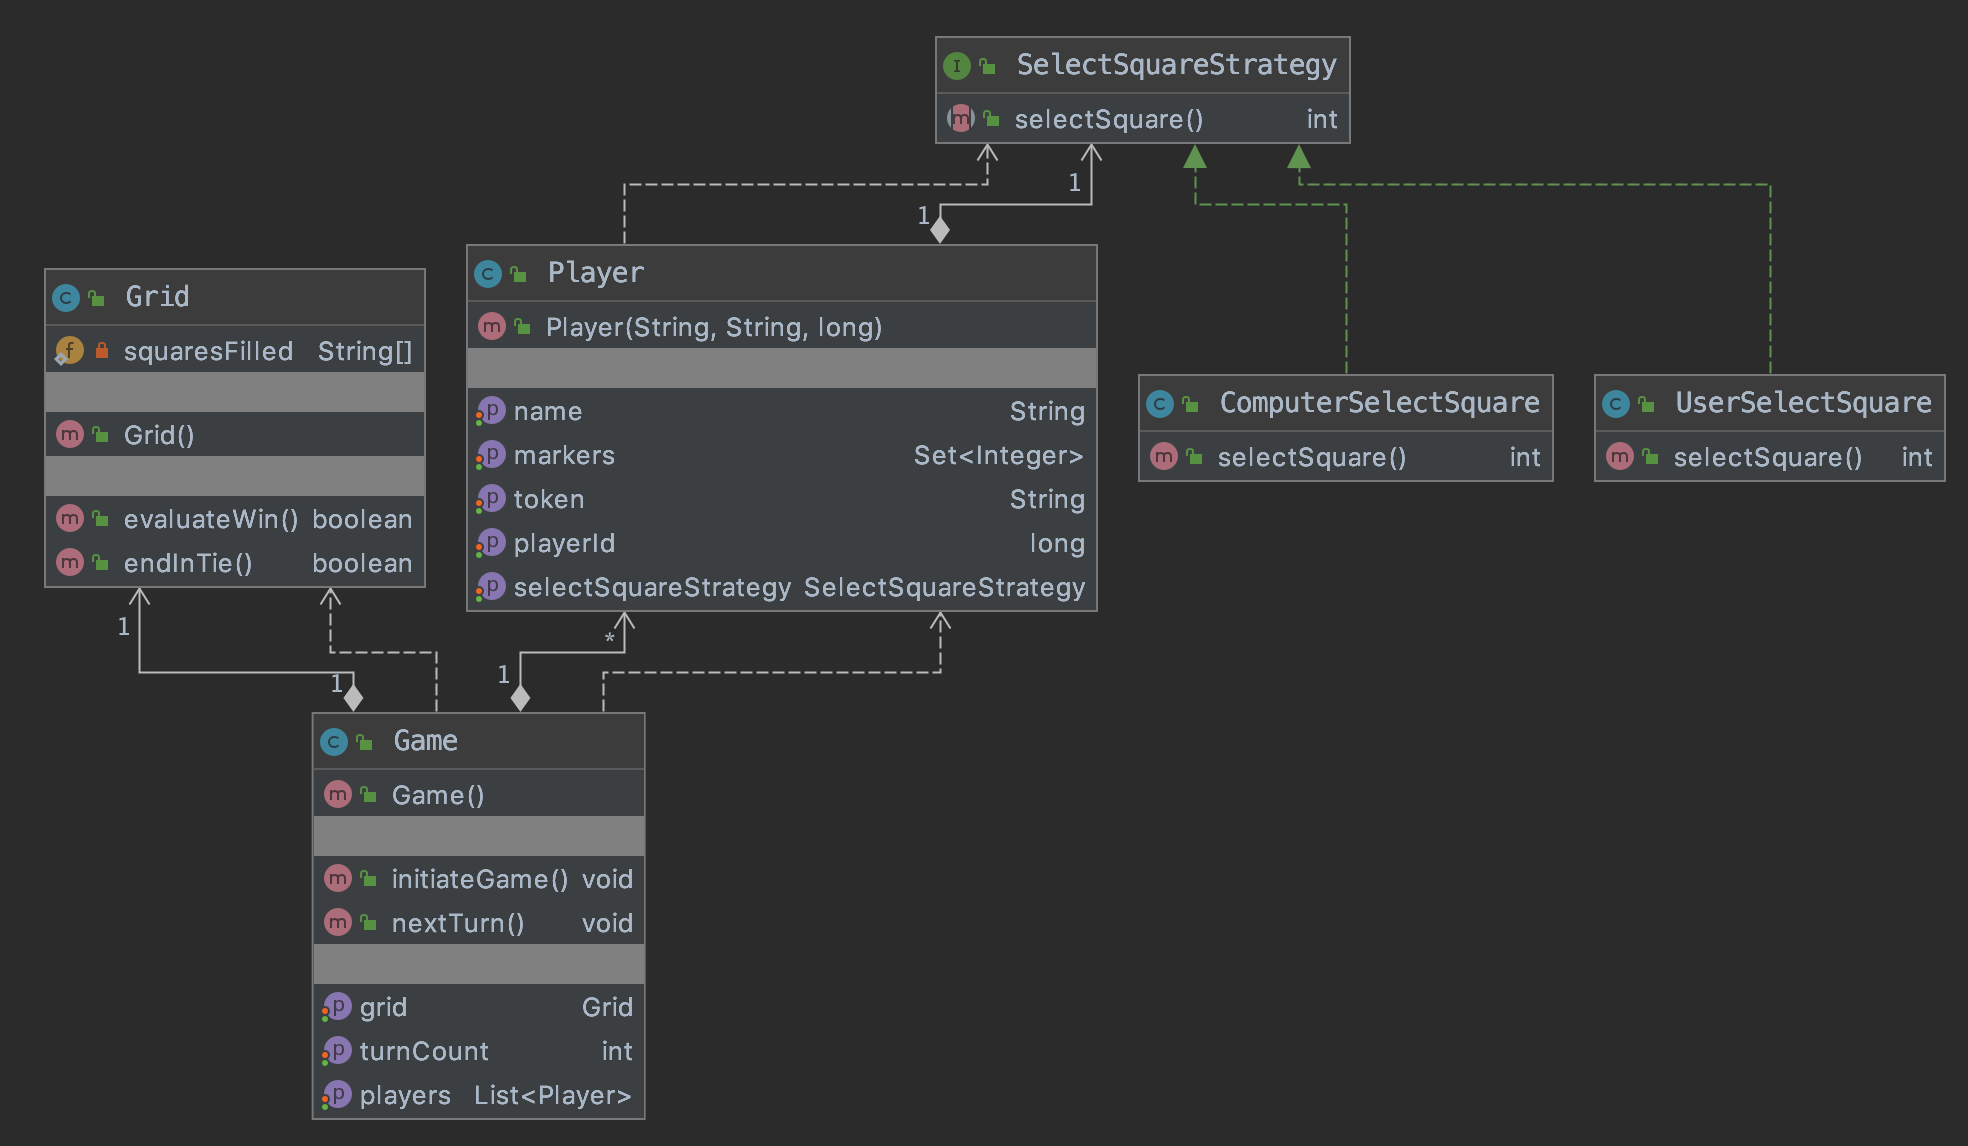 SelectSquareStrategy
selectSquare() int
1
1
Player
Player(String, String, long)
name String
markers Set<Integer>
token String
playerId long
selectSquareStrategy SelectSquareStrategy
Grid
squaresFilled String[]
Grid()
evaluateWin() boolean
endInTie() boolean
ComputerSelectSquare
selectSquare() int
UserSelectSquare
selectSquare() int
1
*
1
1
Game
Game()
initiateGame() void
nextTurn() void
grid Grid
turnCount int
players List<Player>